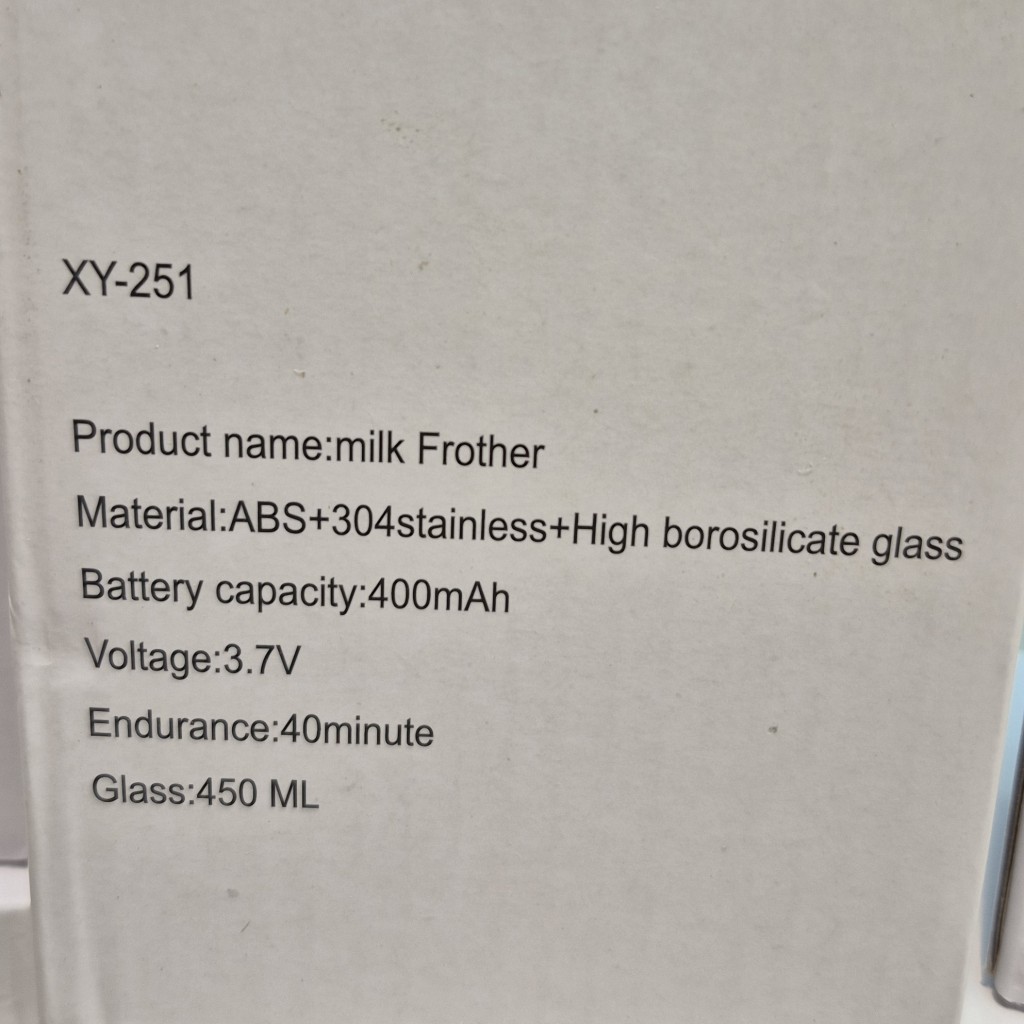 XY-251
Product name:milk Frother
Material:ABS+304stainless+High borosilicate glass
Battery capacity:400mAh
Voltage:3.7V
Endurance:40minute
Glass:450 ML